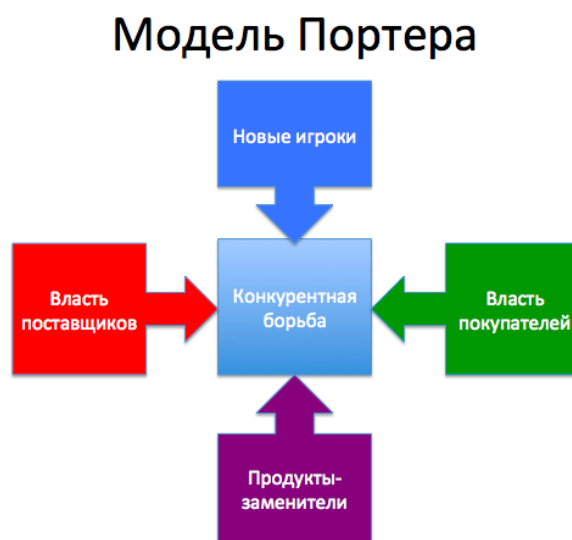 Модель Портера
Новые игроки
Власть
поставщиков
Конкурентная
борьба
Власть
покупателей
Продукты-
заменители